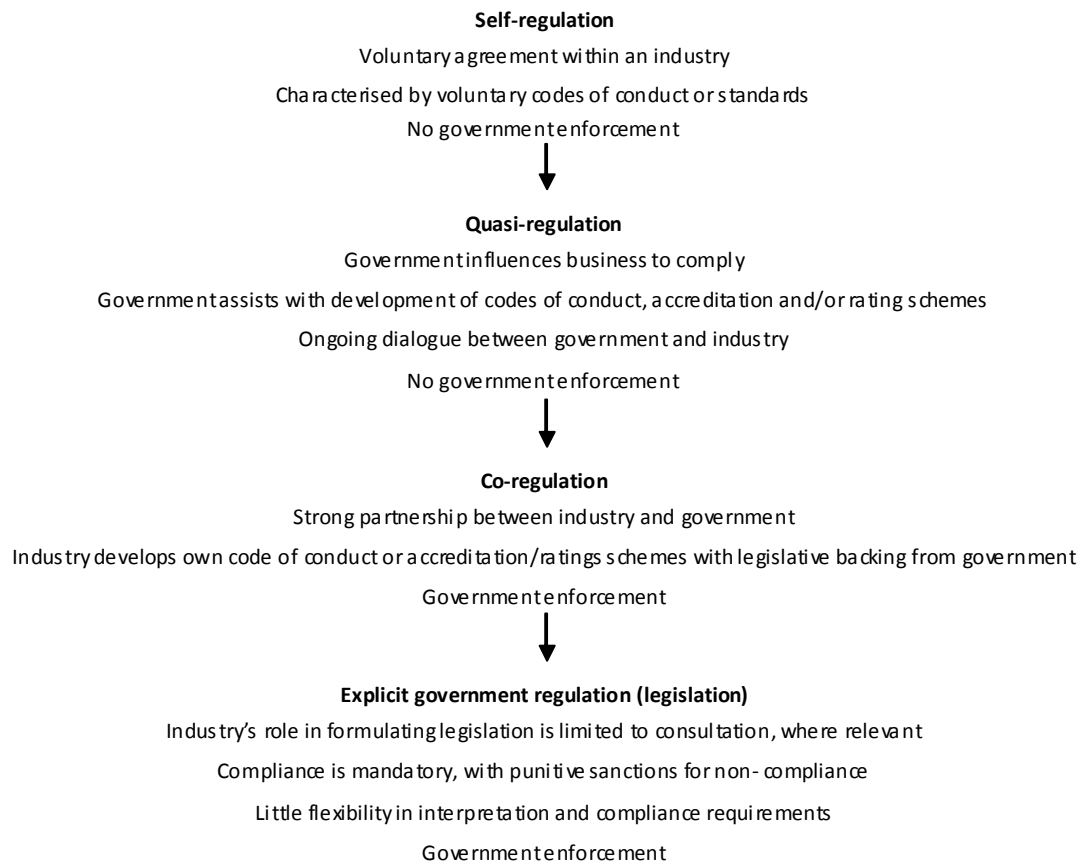 Self-regulation
Voluntary agreement within an industry
Characterised by voluntary codes of conduct or standards
No government enforcement
Quasi-regulation
Government influences business to comply
Government assists with development of codes of conduct, accreditation and/or rating schemes
Ongoing dialogue between government and industry
No government enforcement
Co-regulation
Strong partnership between industry and government
Industry develops own code of conduct or accreditation/ratings schemes with legislative backing from government
Government enforcement
Explicit government regulation (legislation)
Industry's role in formulating legislation is limited to consultation, where relevant
Compliance is mandatory, with punitive sanctions for non- compliance
Little flexibility in interpretation and compliance requirements
Government enforcement